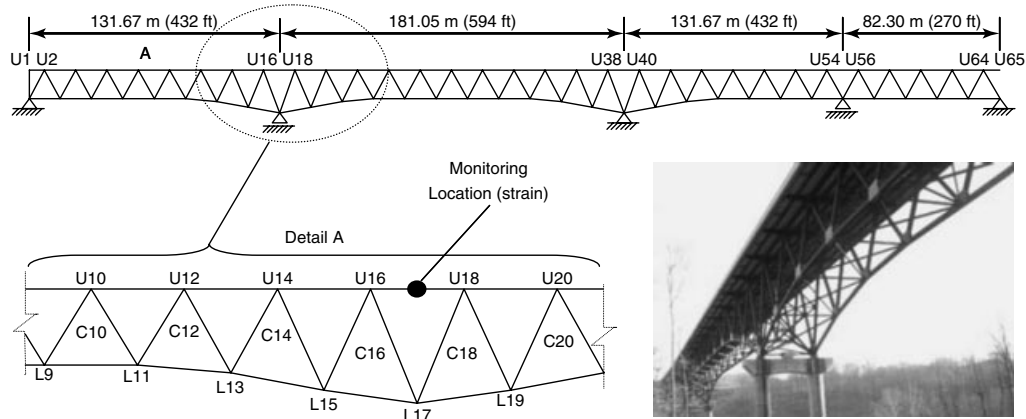 131.67 m (432 ft) 181.05 m (594 ft) 131.67 m (432 ft) 82.30 m (270 ft)
U1 U2 A U16 U18 U38 U40 U54 U56 U64 U65
Monitoring
Location (strain)
Detail A
U10 U12 U14 U16 U18 U20
C10 C12 C14 C16 C18 C20
L9 L11 L13 L15 L17 L19